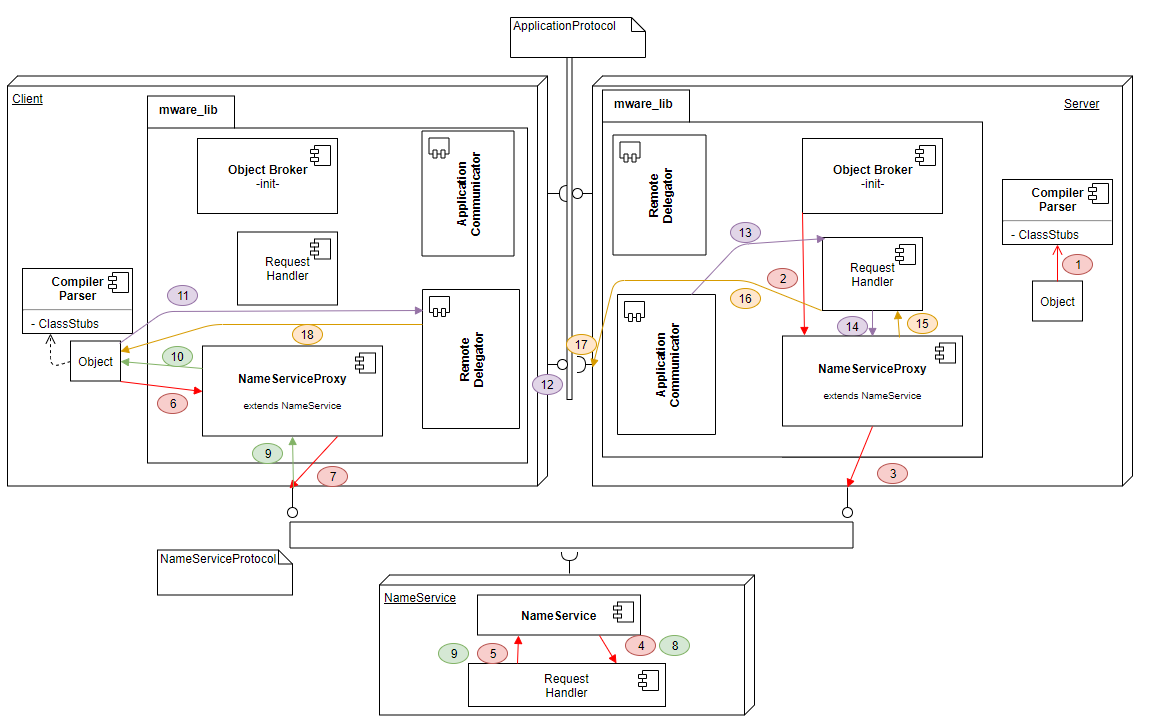 ApplicationProtocol
Client
mware_lib
Object Broker
-init-
Application
Communicator
Request
Handler
Compiler
Parser
- ClassStubs
11
18
Object
10
6
NameServiceProxy
extends NameService
Remote
Delegator
9
7
12
17
mware_lib
Server
Remote
Delegator
Object Broker
-init-
Compiler
Parser
- ClassStubs
13
2
1
Request
Handler
16
Object
14
15
Application
Communicator
NameServiceProxy
extends NameService
3
NameServiceProtocol
NameService
NameService
9
5
4
8
Request
Handler